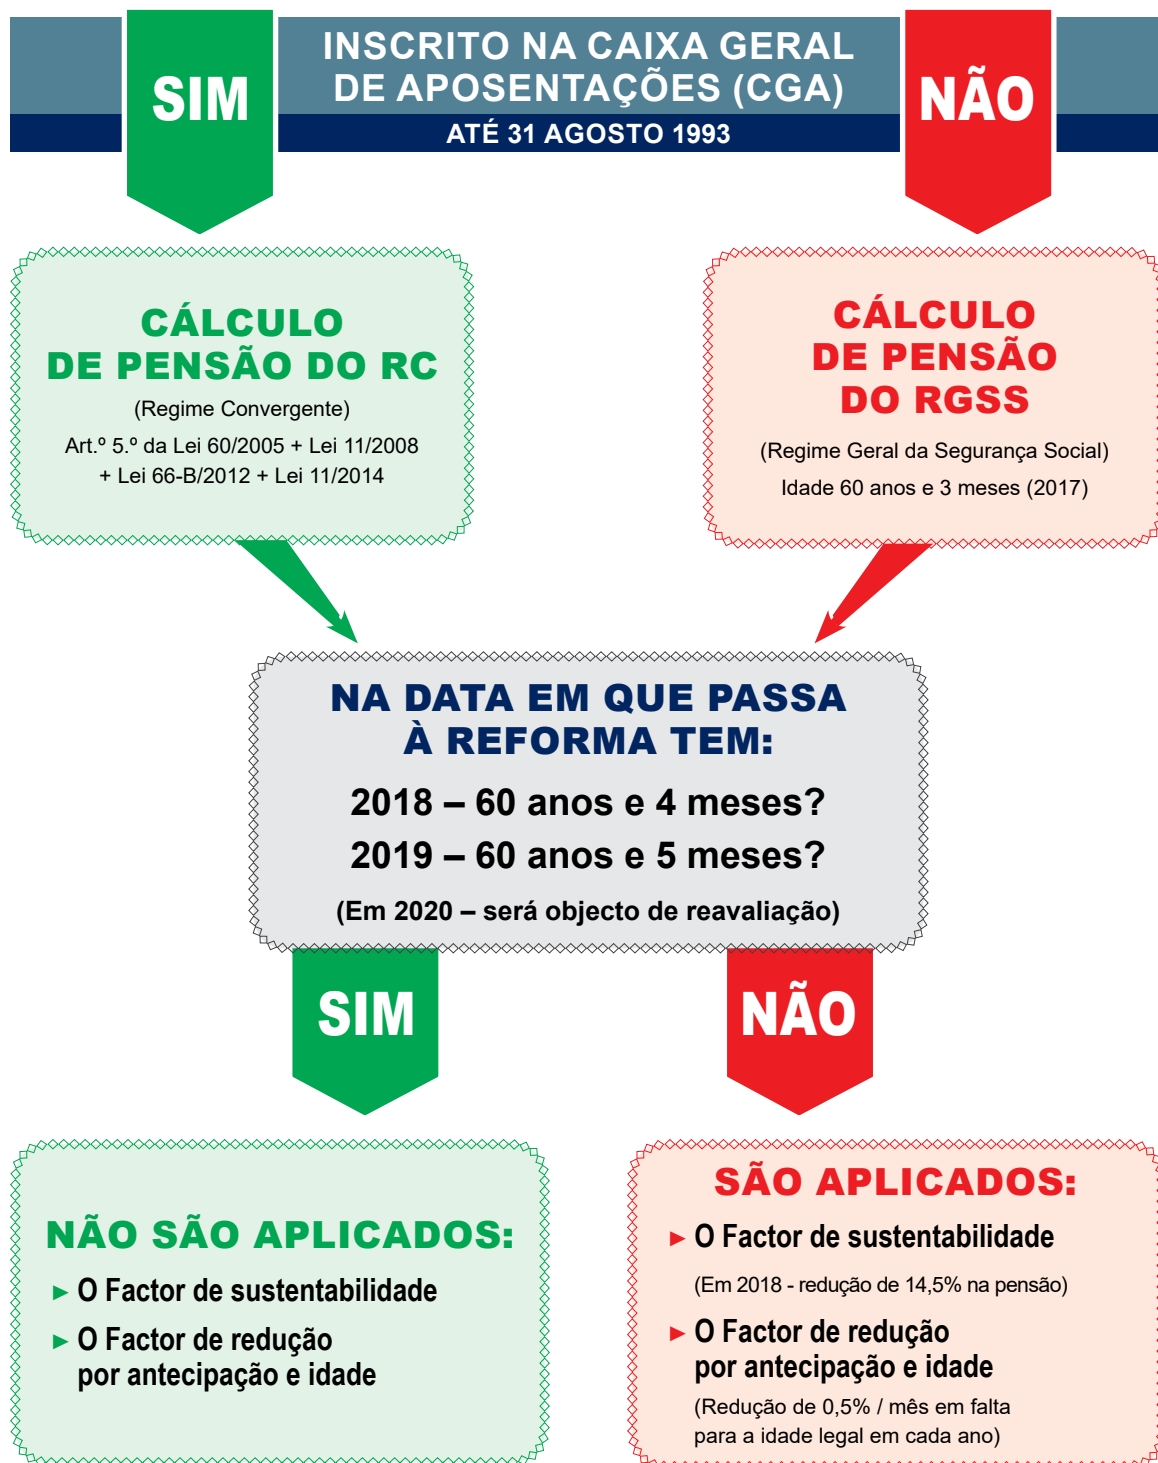 SIM
INSCRITO NA CAIXA GERAL
DE APOSENTAÇÕES (CGA)
ATÉ 31 AGOSTO 1993
NÃO
CÁLCULO
DE PENSÃO DO RC
(Regime Convergente)
Art.º 5.º da Lei 60/2005 + Lei 11/2008
+ Lei 66-B/2012 + Lei 11/2014
CÁLCULO
DE PENSÃO
DO RGSS
(Regime Geral da Segurança Social)
Idade 60 anos e 3 meses (2017)
NA DATA EM QUE PASSA
À REFORMA TEM:
2018 – 60 anos e 4 meses?
2019 – 60 anos e 5 meses?
(Em 2020 – será objecto de reavaliação)
SIM
NÃO
NÃO SÃO APLICADOS:
► O Factor de sustentabilidade
► O Factor de redução
por antecipação e idade
SÃO APLICADOS:
► O Factor de sustentabilidade
(Em 2018 - redução de 14,5% na pensão)
► O Factor de redução
por antecipação e idade
(Redução de 0,5% / mês em falta
para a idade legal em cada ano)